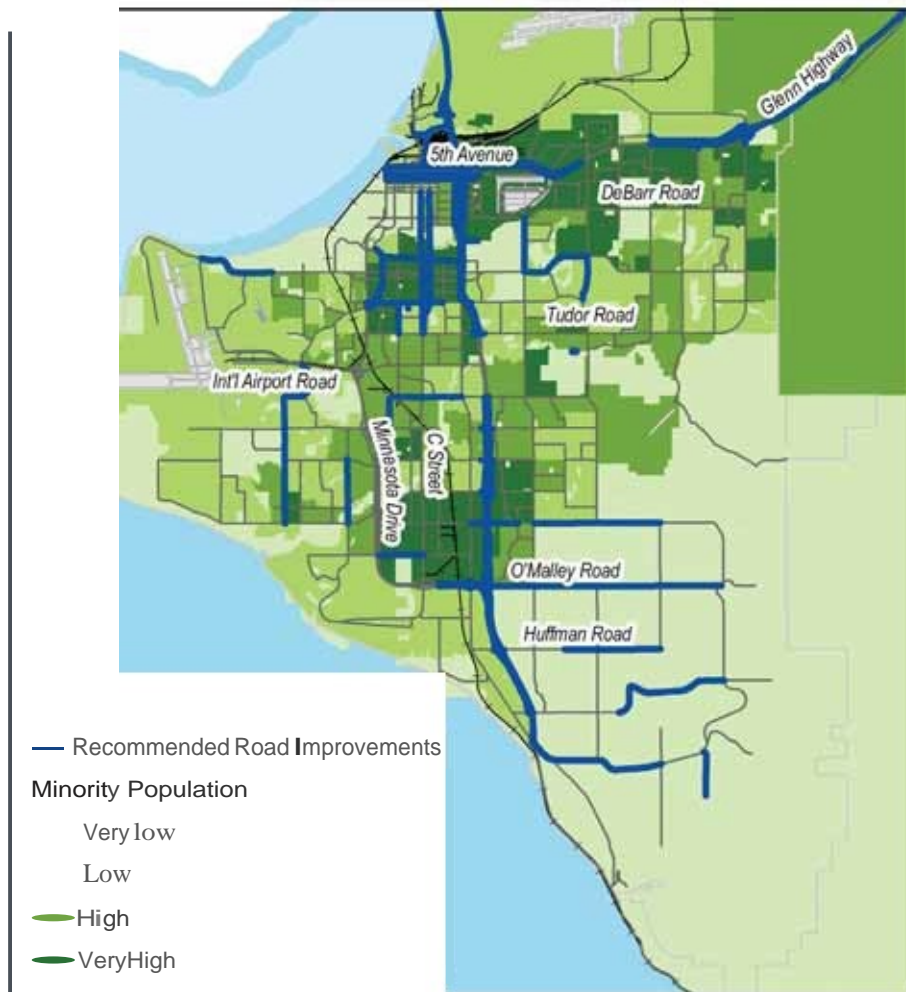 Glenn Highway
5th Avenue
DeBarr Road
Tudor Road
Int'l Airport Road
Minnesota Drive
C Street
O'Malley Road
Huffman Road
Recommended Road Improvements
Minority Population
Very low
Low
High
VeryHigh